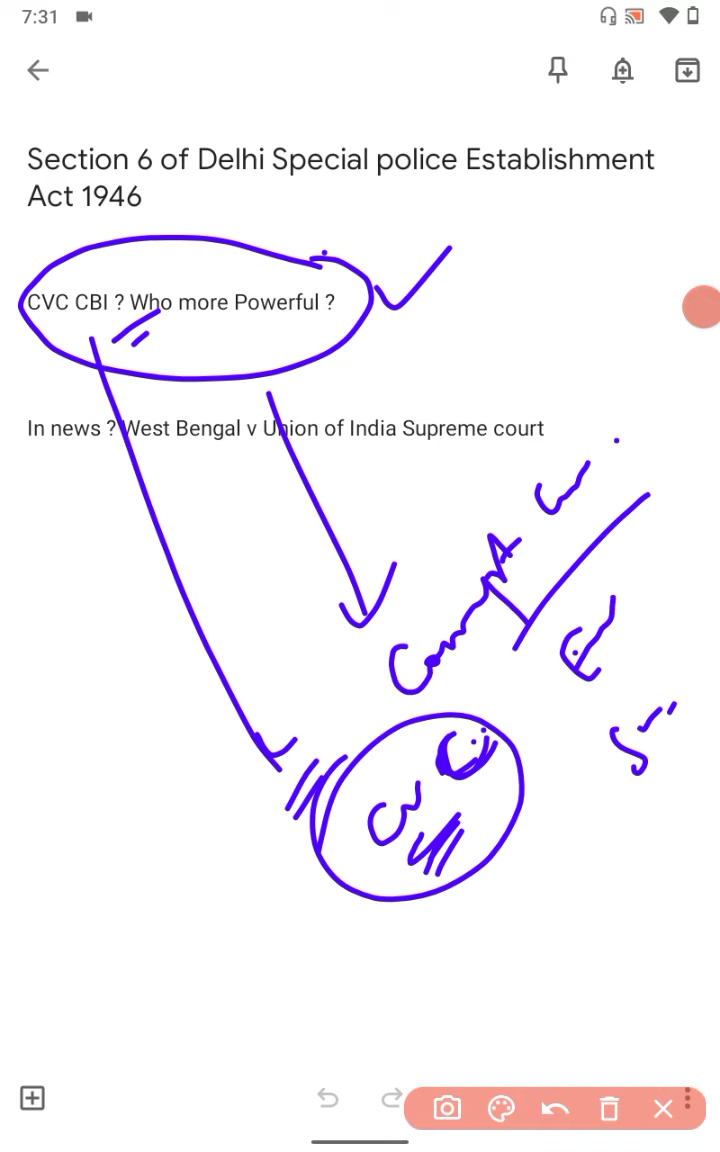 7:31
Section 6 of Delhi Special police Establishment
Act 1946
CVC CBI ? Who more Powerful ?
In news ? West Bengal v Union of India Supreme court